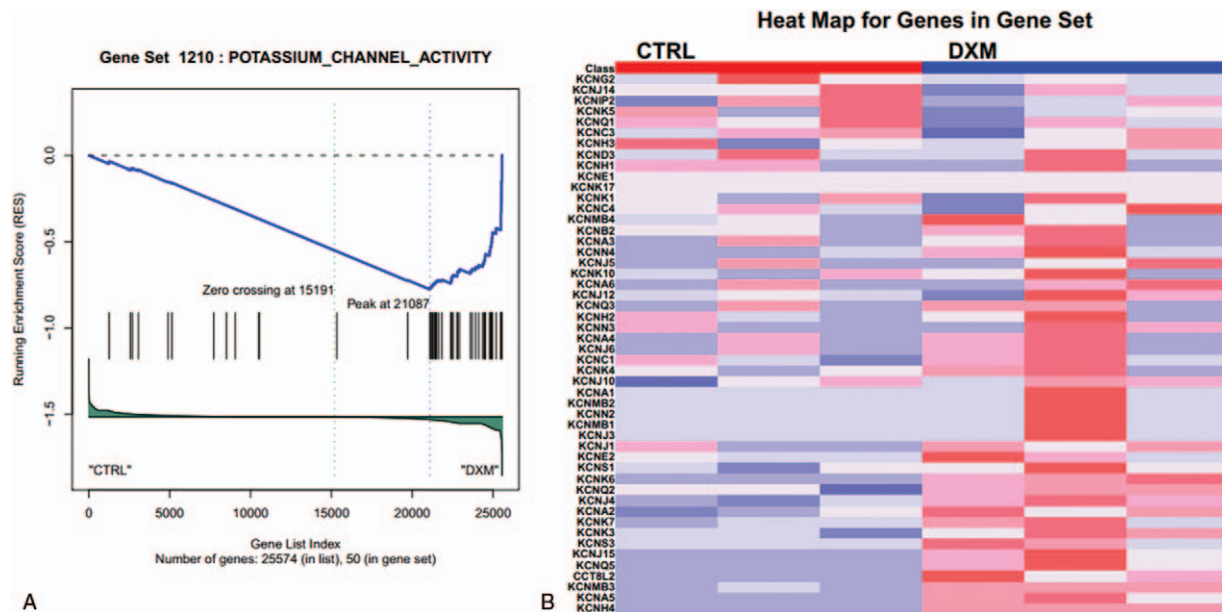 Gene Set 1210 : POTASSIUM_CHANNEL_ACTIVITY
Running Enrichment Score (RES)
0.0
−0.5
−1.0
−1.5
Zero crossing at 15191
Peak at 21087
"CTRL"
"DXM"
0
5000
10000
15000
20000
25000
Gene List Index
Number of genes: 25574 (in list), 50 (in gene set)
A
Heat Map for Genes in Gene Set
CTRL
DXM
Class
KCNG2
KCNJ14
KCNIP2
KCNK5
KCNQ1
KCNC3
KCNH3
KCND3
KCNH1
KCNE1
KCNK17
KCNK1
KCNC4
KCNMB4
KCNB2
KCNA3
KCNN4
KCNJ5
KCNK10
KCNA6
KCNJ12
KCNQ3
KCNH2
KCNN3
KCNA4
KCNJ6
KCNC1
KCNK4
KCNJ10
KCNA1
KCNMB2
KCNN2
KCNMB1
KCNJ3
KCNJ1
KCNE2
KCNS1
KCNK6
KCNQ2
KCNJ4
KCNA2
KCNK7
KCNK3
KCNS3
KCNJ15
KCNQ5
CCT8L2
KCNMB3
KCNA5
KCNH4
B